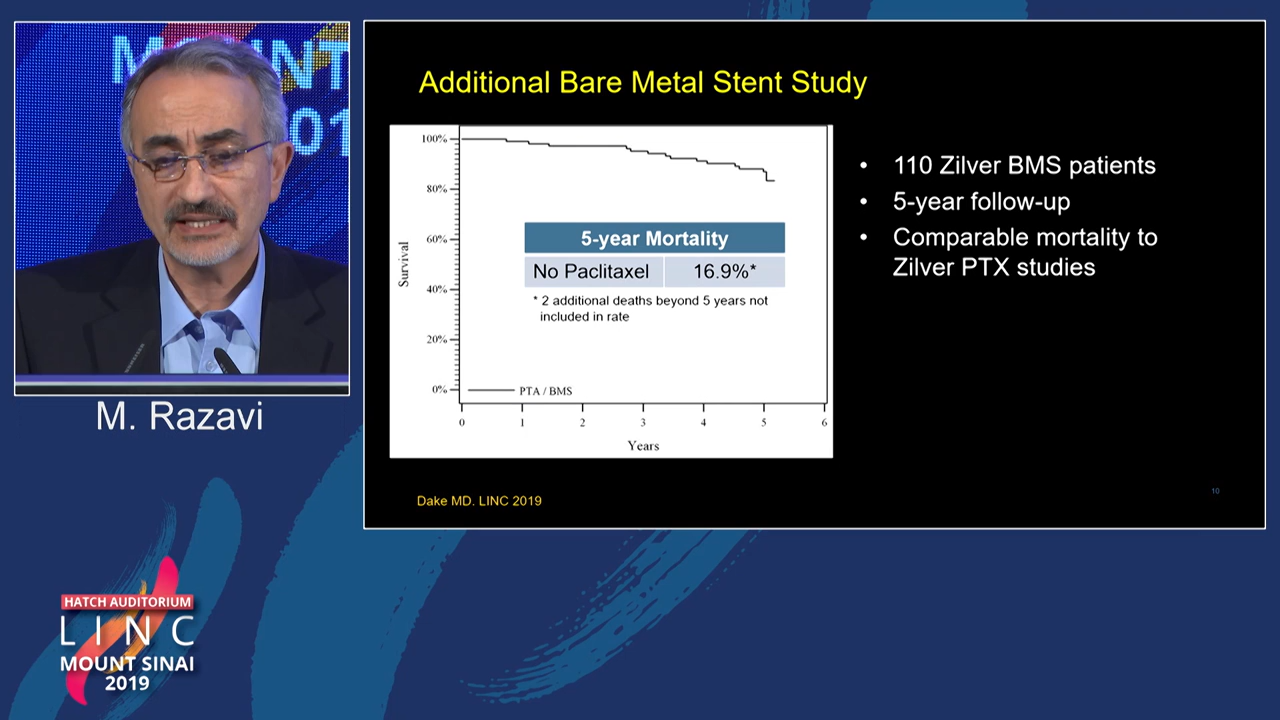 MOUNT
01
M. Razavi
HATCH AUDITORIUM
LINC
MOUNT SINAI
2019
Additional Bare Metal Stent Study
100%
80%
60%
40%
20%
0%
Survival
5-year Mortality
No Paclitaxel 16.9%*
* 2 additional deaths beyond 5 years not
included in rate
PTA / BMS
0 1 2 3 4 5 6
Years
• 110 Zilver BMS patients
• 5-year follow-up
• Comparable mortality to
Zilver PTX studies
Dake MD. LINC 2019
10